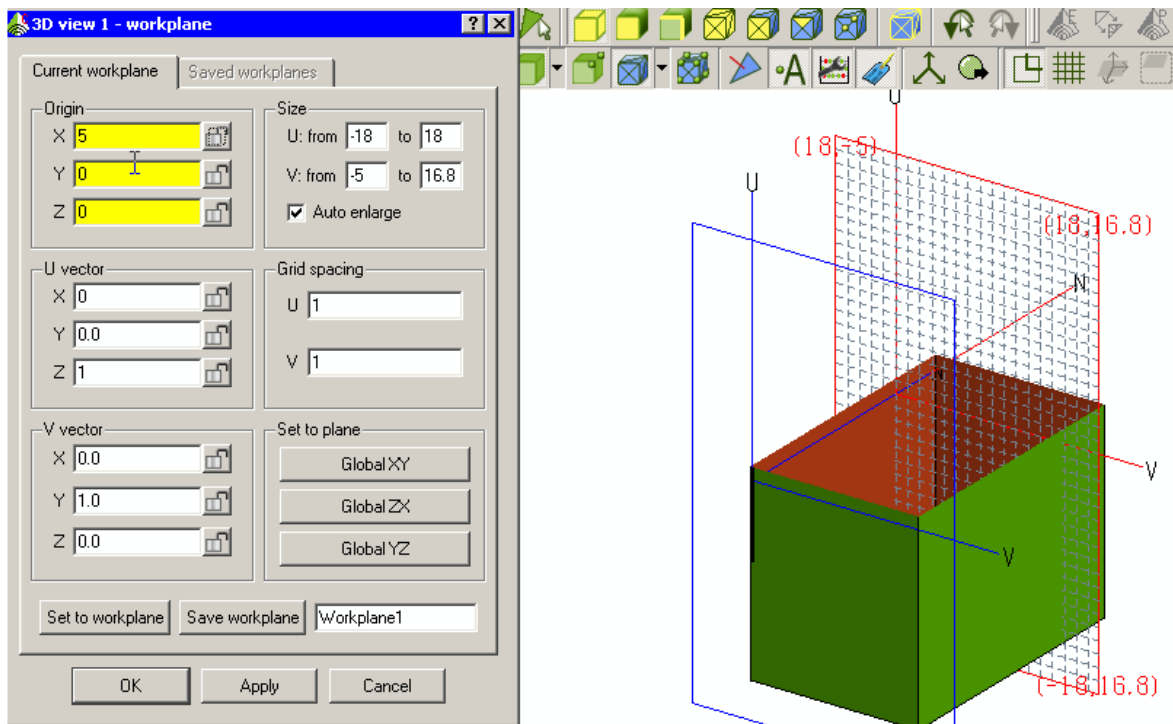 3D view 1 - workplane
Current workplane Saved workplanes
Origin
X 5
Y 0
Z 0
Size
U: from -18 to 18
V: from -5 to 16.8
Auto enlarge
U vector
X 0
Y 0.0
Z 1
Grid spacing
U 1
V 1
V vector
X 0.0
Y 1.0
Z 0.0
Set to plane
Global XY
Global ZX
Global YZ
Set to workplane Save workplane Workplane1
OK Apply Cancel
A
E
P
U
(18,-5)
U
(18,16.8)
N
N
V
V
(-18,16.8)